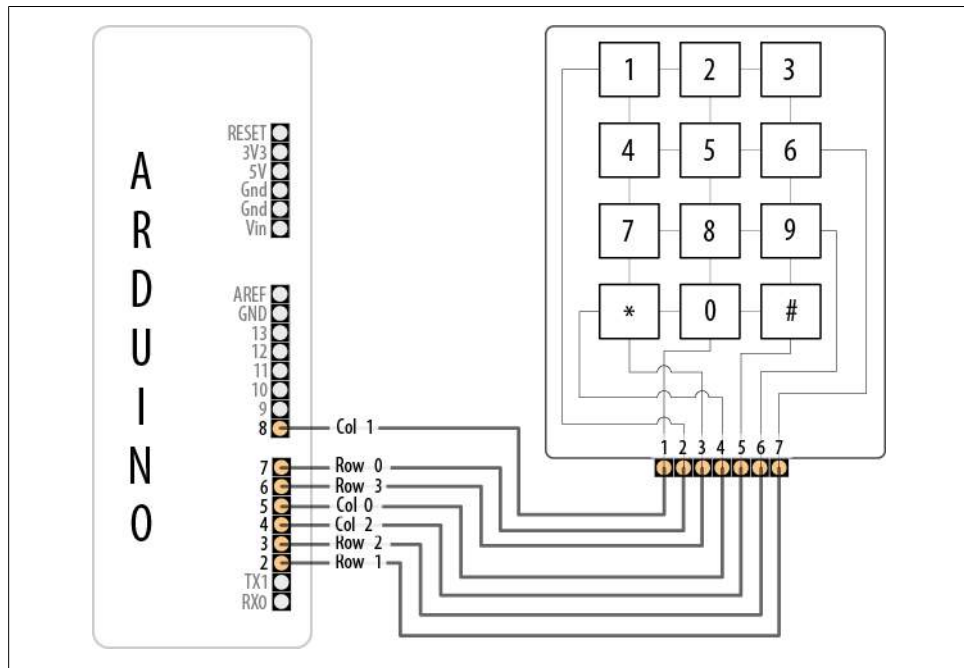 ARDUINO
RESET
3V3
5V
Gnd
Gnd
Vin
AREF
GND
13
12
11
10
9
8
7
6
5
4
3
2
TX1
RX0
Col 1
Row 0
Row 3
Col 0
Col 2
Row 2
Row 1
1 2 3
4 5 6
7 8 9
* 0 #
1 2 3 4 5 6 7